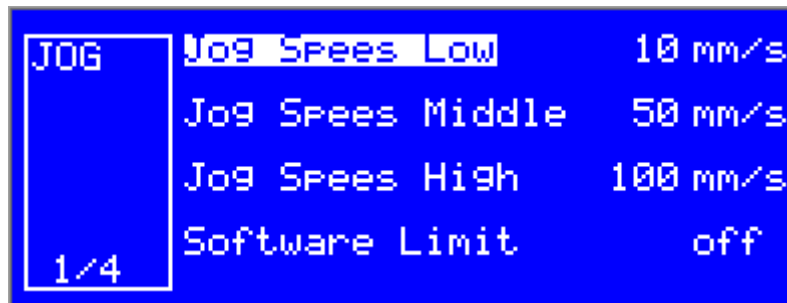 JOG
1/4
Jog Spees Low 10 mm/s
Jog Spees Middle 50 mm/s
Jog Spees High 100 mm/s
Software Limit off